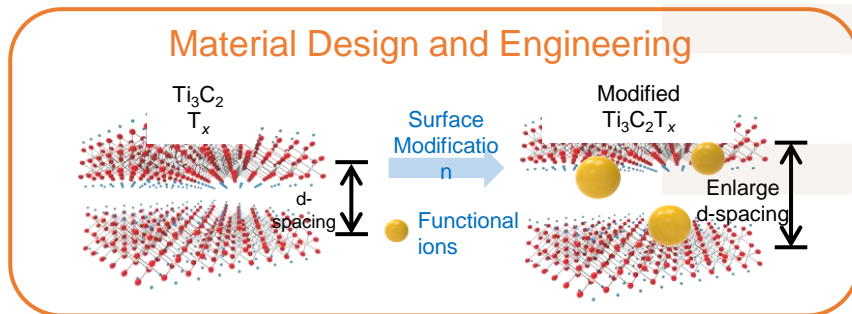 Material Design and Engineering
Ti₃C₂
Tₓ
Surface
Modificatio
n
Modified
Ti₃C₂Tₓ
d-
spacing
Enlarge
d-spacing
Functional
ions